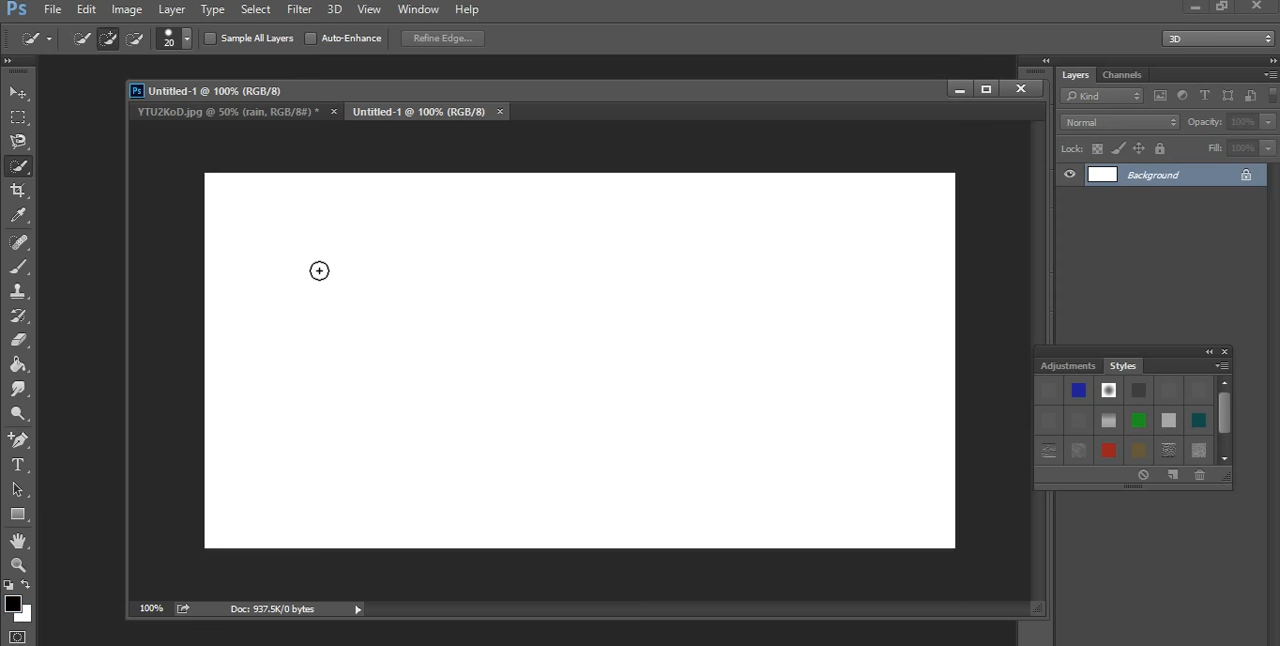 Ps File Edit Image Layer Type Select Filter 3D View Window Help
20 Sample All Layers Auto-Enhance Refine Edge... 3D
Ps Untitled-1 @ 100% (RGB/8)
YTU2KoD.jpg @ 50% (rain, RGB/8#) * × Untitled-1 @ 100% (RGB/8) ×
Layers Channels
Kind T
Normal Opacity: 100%
Lock: Fill: 100%
Background
Adjustments Styles
T
100% Doc: 937.5K/0 bytes